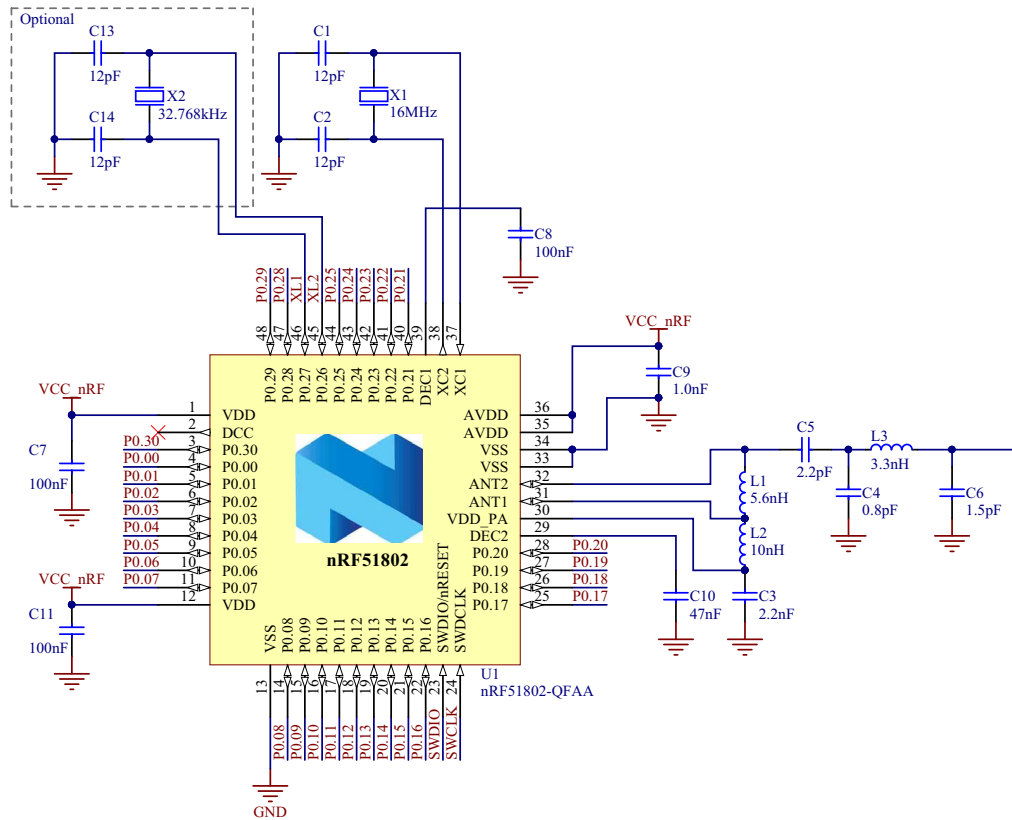 Optional
C13
12pF
X2
32.768kHz
C14
12pF
C1
12pF
X1
16MHz
C2
12pF
C8
100nF
P0.29
P0.28
XL1
XL2
P0.25
P0.24
P0.23
P0.22
P0.21
48
47
46
45
44
43
42
41
40
39
38
37
P0.29
P0.28
P0.27
P0.26
P0.25
P0.24
P0.23
P0.22
P0.21
DEC1
XC2
XC1
VCC_nRF
C9
1.0nF
VCC_nRF
C7
100nF
1 VDD
2 DCC
P0.30 3 P0.30
P0.00 4 P0.00
P0.01 5 P0.01
P0.02 6 P0.02
P0.03 7 P0.03
P0.04 8 P0.04
P0.05 9 P0.05
P0.06 10 P0.06
P0.07 11 P0.07
12 VDD
VCC_nRF
C11
100nF
nRF51802
AVDD 36
AVDD 35
VSS 34
VSS 33
ANT2 32
ANT1 31
VDD_PA 30
DEC2 29
P0.20 28 P0.20
P0.19 27 P0.19
P0.18 26 P0.18
P0.17 25 P0.17
C5
2.2pF
L3
3.3nH
L1
5.6nH
L2
10nH
C4
0.8pF
C6
1.5pF
C10
47nF
C3
2.2nF
VSS
P0.08
P0.09
P0.10
P0.11
P0.12
P0.13
P0.14
P0.15
P0.16
SWDIO/nRESET
SWDCLK
U1
nRF51802-QFAA
13
14
15
16
17
18
19
20
21
22
23
24
P0.08
P0.09
P0.10
P0.11
P0.12
P0.13
P0.14
P0.15
P0.16
SWDIO
SWCLK
GND